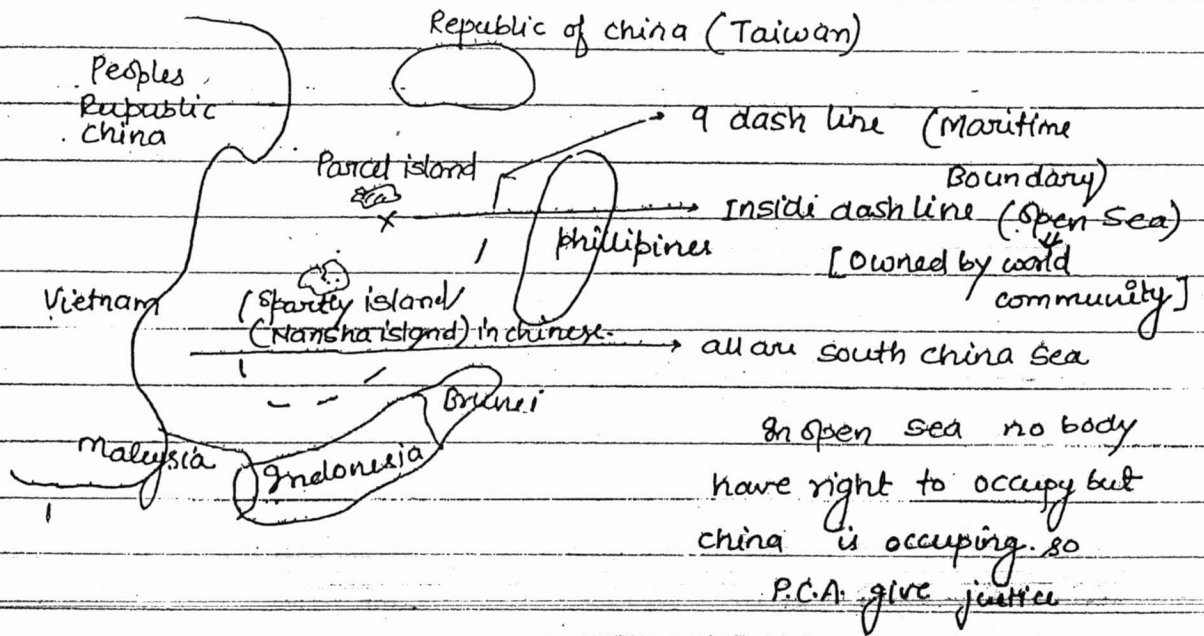 Republic of china (Taiwan)
Peoples
Rupublic
china
9 dash line (Maritime
Boundary)
Parcel island
Insidi dash line (open sea)
phillipines
[owned by world
community]
Vietnam
(Spartly island
(Nansha island) in chinese.
all are south china sea
Brunei
Malaysia
Indonesia
In open sea no body
have right to occupy but
china is occuping. so
P.C.A. give justice